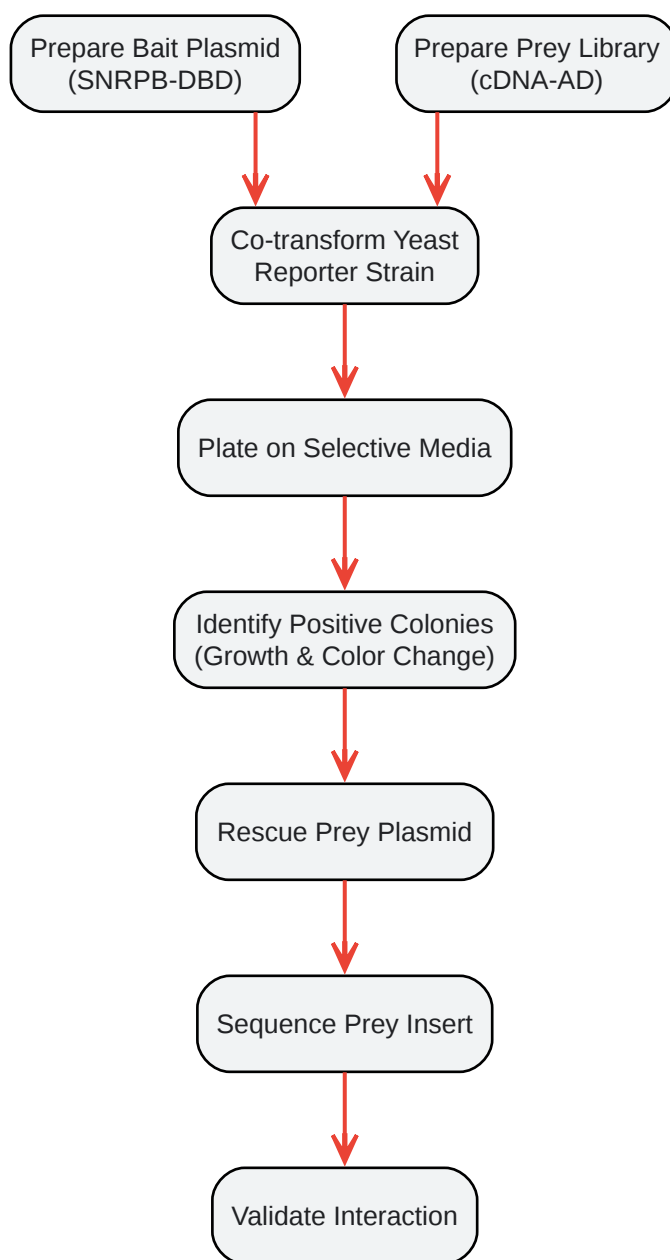 Prepare Bait Plasmid
(SNRPB-DBD)
Prepare Prey Library
(cDNA-AD)
Co-transform Yeast
Reporter Strain
Plate on Selective Media
Identify Positive Colonies
(Growth & Color Change)
Rescue Prey Plasmid
Sequence Prey Insert
Validate Interaction